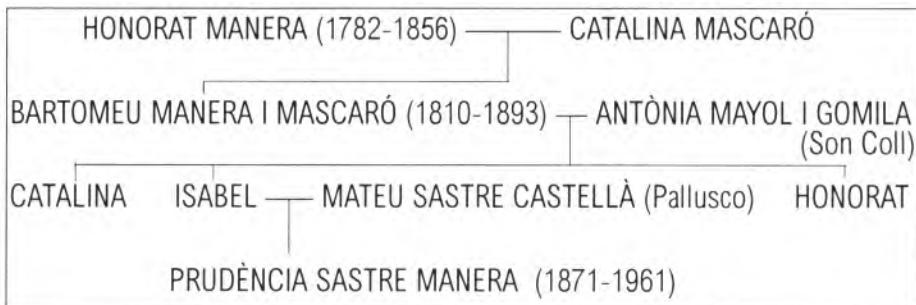 HONORAT MANERA (1782-1856) CATALINA MASCARÓ
BARTOMEU MANERA I MASCARÓ (1810-1893) ANTÒNIA MAYOL I GOMILA
(Son Coll)
CATALINA ISABEL MATEU SASTRE CASTELLÀ (Pallusco) HONORAT
PRUDÈNCIA SASTRE MANERA (1871-1961)